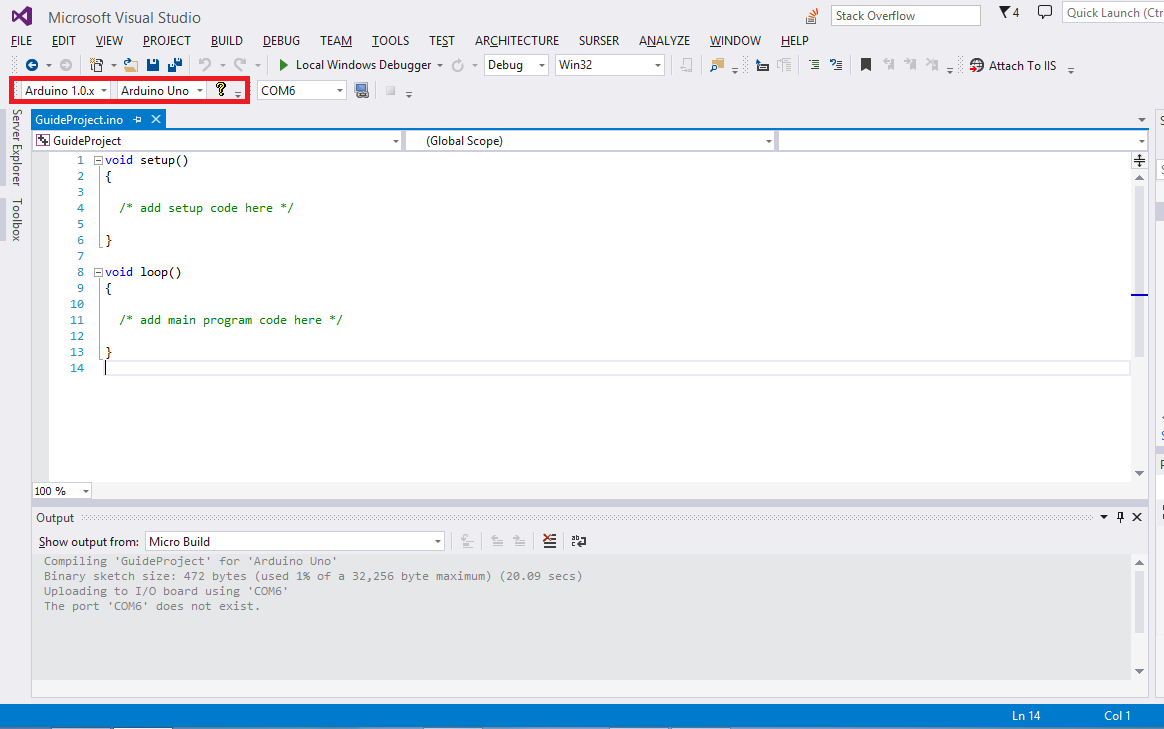 Microsoft Visual Studio
Stack Overflow
4
Quick Launch (Ctr
FILE EDIT VIEW PROJECT BUILD DEBUG TEAM TOOLS TEST ARCHITECTURE SURSER ANALYZE WINDOW HELP
Local Windows Debugger Debug Win32 Attach To IIS
Arduino 1.0.x Arduino Uno ? COM6
Server Explorer
Toolbox
GuideProject.ino
GuideProject (Global Scope)
1 void setup()
2 {
3
4 /* add setup code here */
5
6 }
7
8 void loop()
9 {
10
11 /* add main program code here */
12
13 }
14
100 %
Output
Show output from: Micro Build
Compiling 'GuideProject' for 'Arduino Uno'
Binary sketch size: 472 bytes (used 1% of a 32,256 byte maximum) (20.09 secs)
Uploading to I/O board using 'COM6'
The port 'COM6' does not exist.
Ln 14 Col 1